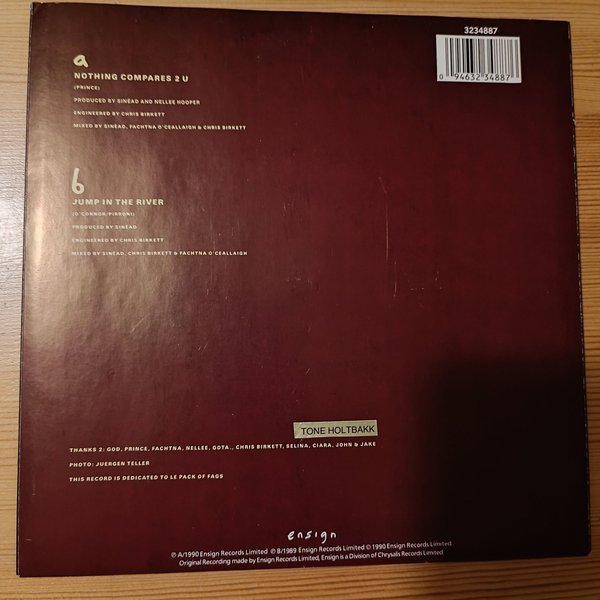 3234887
0 94632 34887
a
NOTHING COMPARES 2 U
(PRINCE)
PRODUCED BY SINÉAD AND NELLEE HOOPER
ENGINEERED BY CHRIS BIRKETT
MIXED BY SINÉAD, FACHTNA O'CEALLAIGH & CHRIS BIRKETT
b
JUMP IN THE RIVER
(O'CONNOR/PIRRONI)
PRODUCED BY SINÉAD
ENGINEERED BY CHRIS BIRKETT
MIXED BY SINÉAD, CHRIS BIRKETT & FACHTNA O'CEALLAIGH
TONE HOLTBAKK
THANKS 2: GOD, PRINCE, FACHTNA, NELLEE, GOTA., CHRIS BIRKETT, SELINA, CIARA, JOHN & JAKE
PHOTO: JUERGEN TELLER
THIS RECORD IS DEDICATED TO LE PACK OF FAGS
ensign
Ⓟ A/1990 Ensign Records Limited Ⓟ B/1989 Ensign Records Limited © 1990 Ensign Records Limited
Original Recording made by Ensign Records Limited, Ensign is a Division of Chrysalis Records Limited